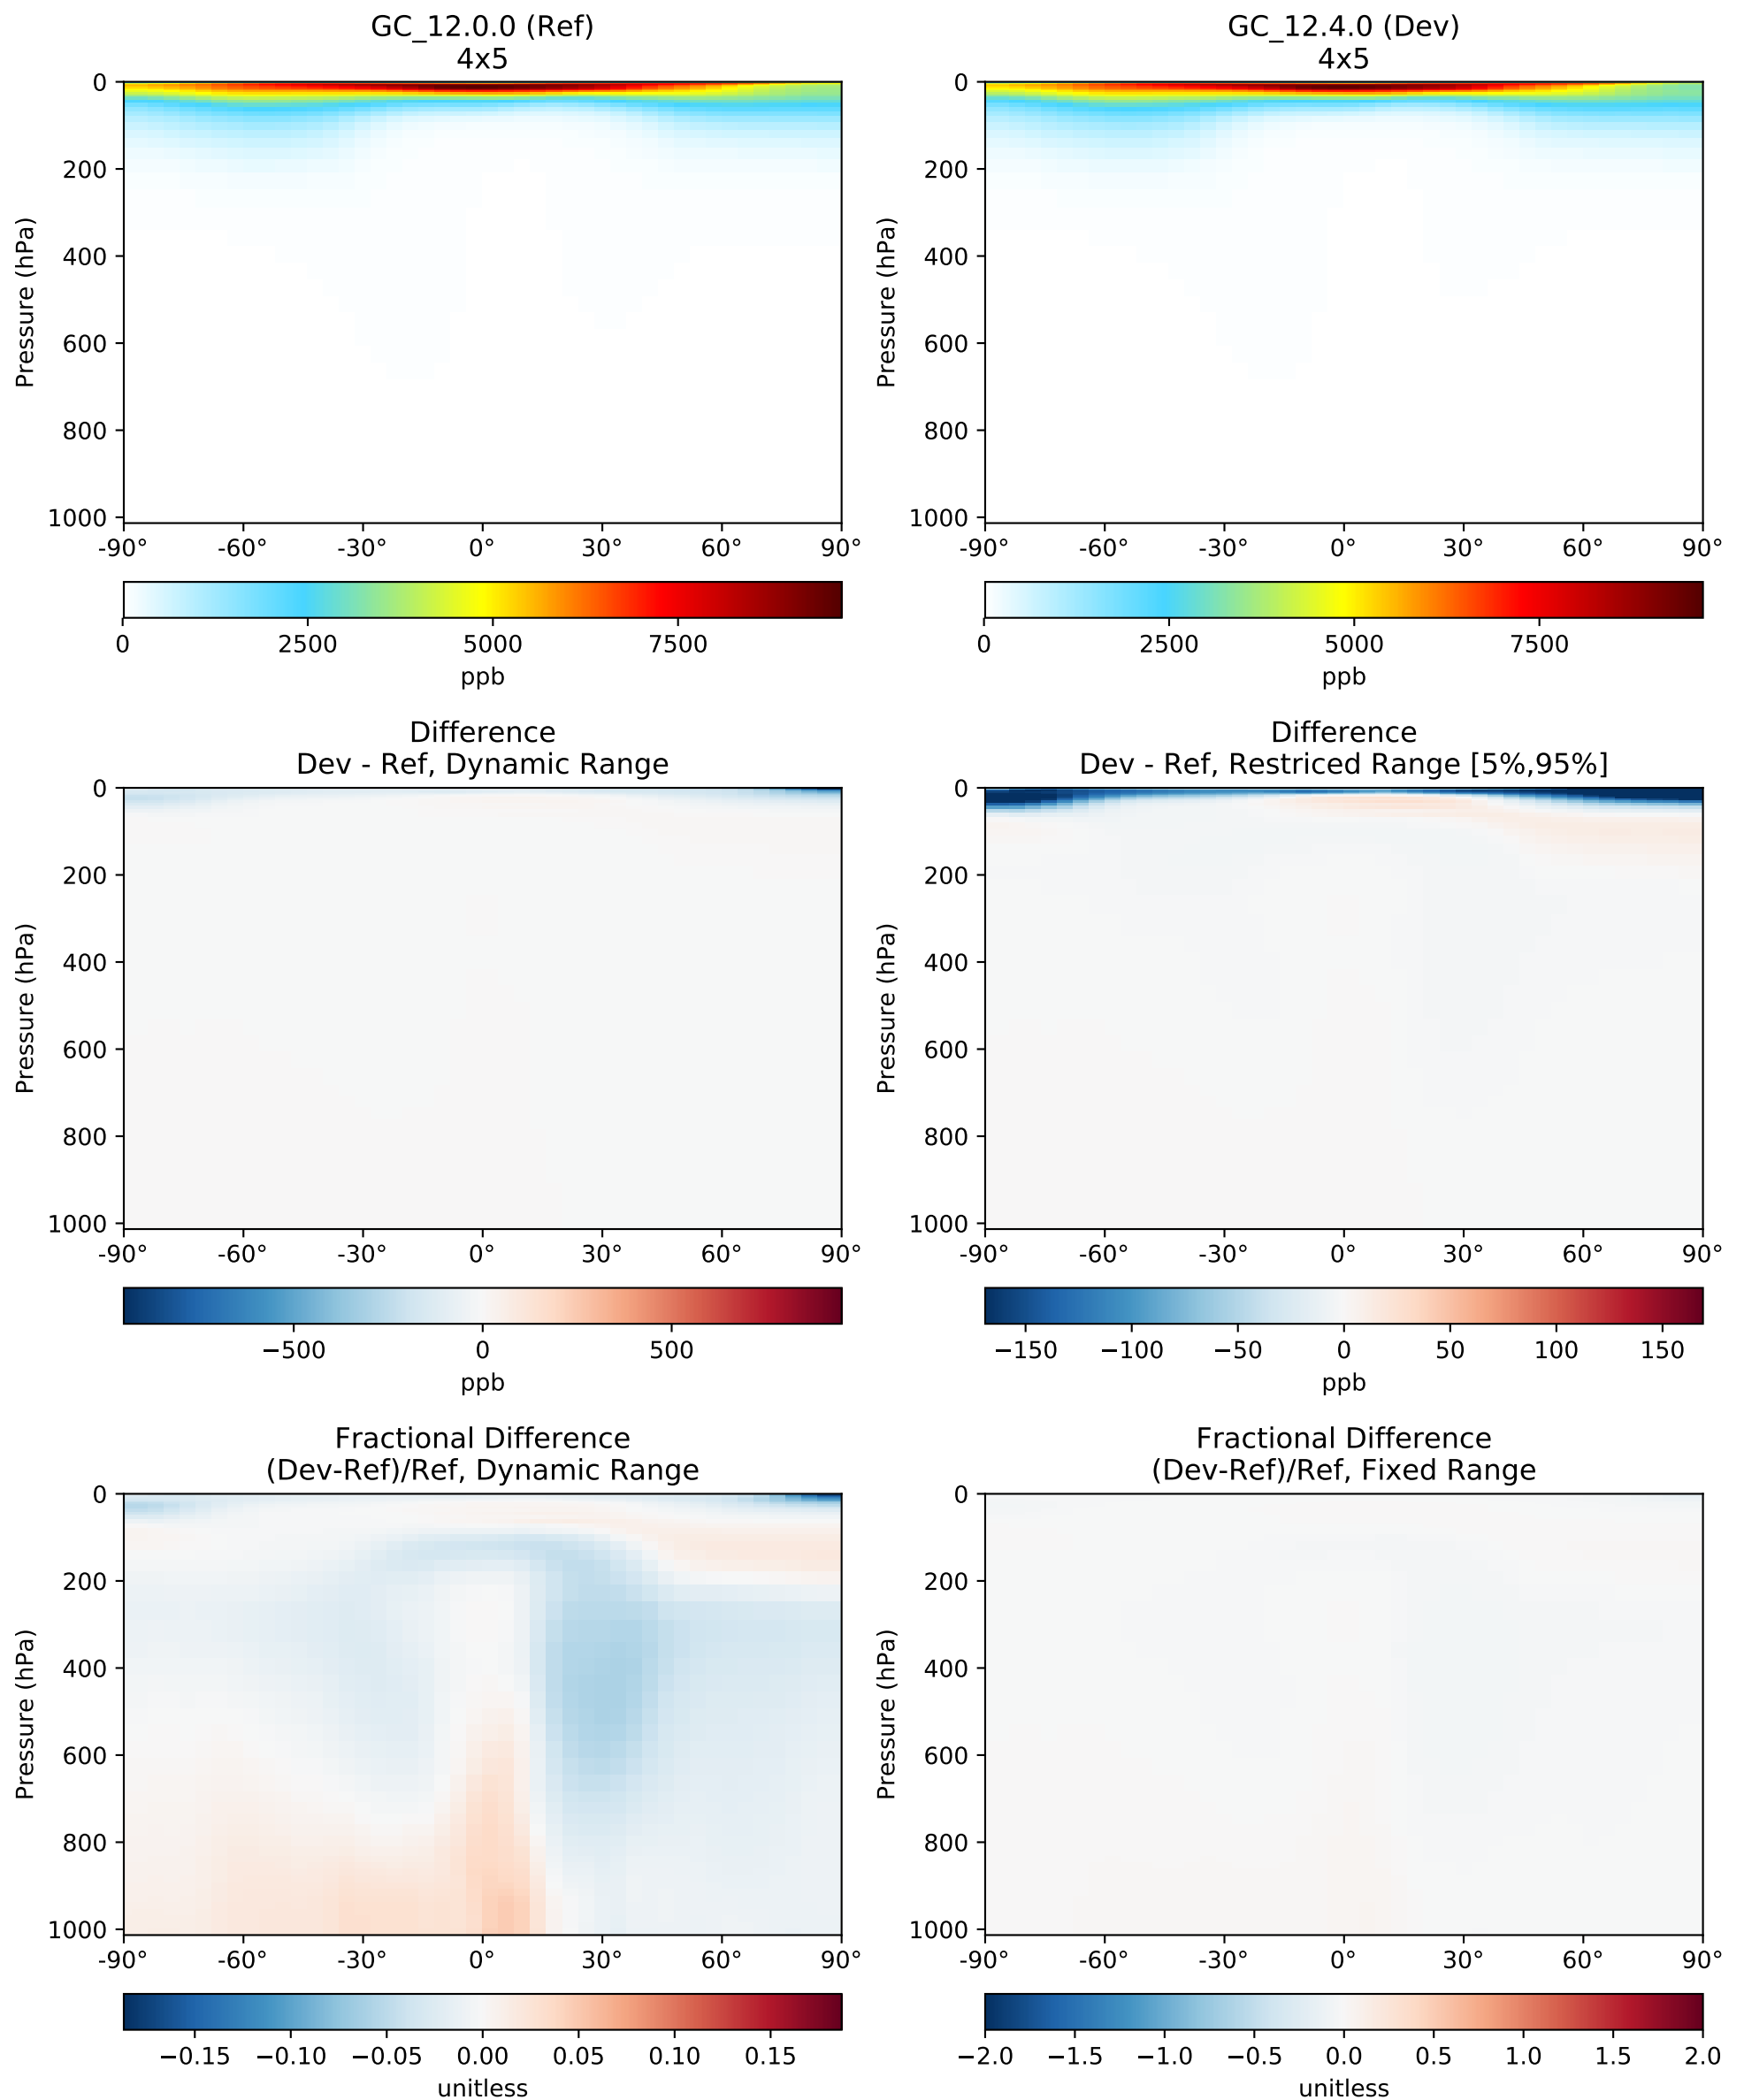 GC_12.0.0 (Ref)
4x5
GC_12.4.0 (Dev)
4x5
0
200
400
600
800
1000
Pressure (hPa)
-90° -60° -30° 0° 30° 60° 90°
0 2500 5000 7500
ppb
0
200
400
600
800
1000
Pressure (hPa)
-90° -60° -30° 0° 30° 60° 90°
0 2500 5000 7500
ppb
Difference
Dev - Ref, Dynamic Range
0
200
400
600
800
1000
Pressure (hPa)
-90° -60° -30° 0° 30° 60° 90°
−500 0 500
ppb
Difference
Dev - Ref, Restriced Range [5%,95%]
0
200
400
600
800
1000
Pressure (hPa)
-90° -60° -30° 0° 30° 60° 90°
−150 −100 −50 0 50 100 150
ppb
Fractional Difference
(Dev-Ref)/Ref, Dynamic Range
0
200
400
600
800
1000
Pressure (hPa)
-90° -60° -30° 0° 30° 60° 90°
−0.15 −0.10 −0.05 0.00 0.05 0.10 0.15
unitless
Fractional Difference
(Dev-Ref)/Ref, Fixed Range
0
200
400
600
800
1000
Pressure (hPa)
-90° -60° -30° 0° 30° 60° 90°
−2.0 −1.5 −1.0 −0.5 0.0 0.5 1.0 1.5 2.0
unitless